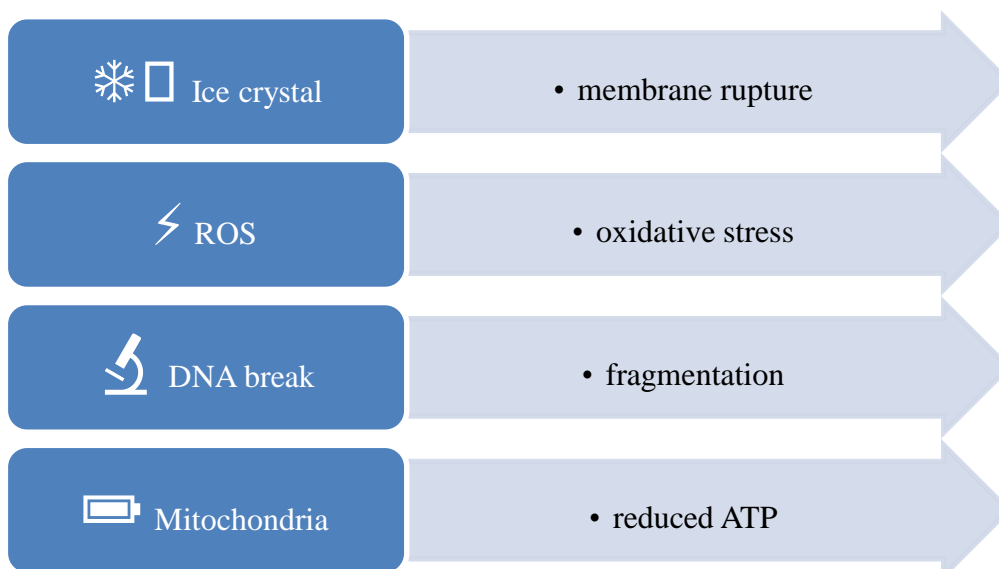 Ice crystal
• membrane rupture
ROS
• oxidative stress
DNA break
• fragmentation
Mitochondria
• reduced ATP